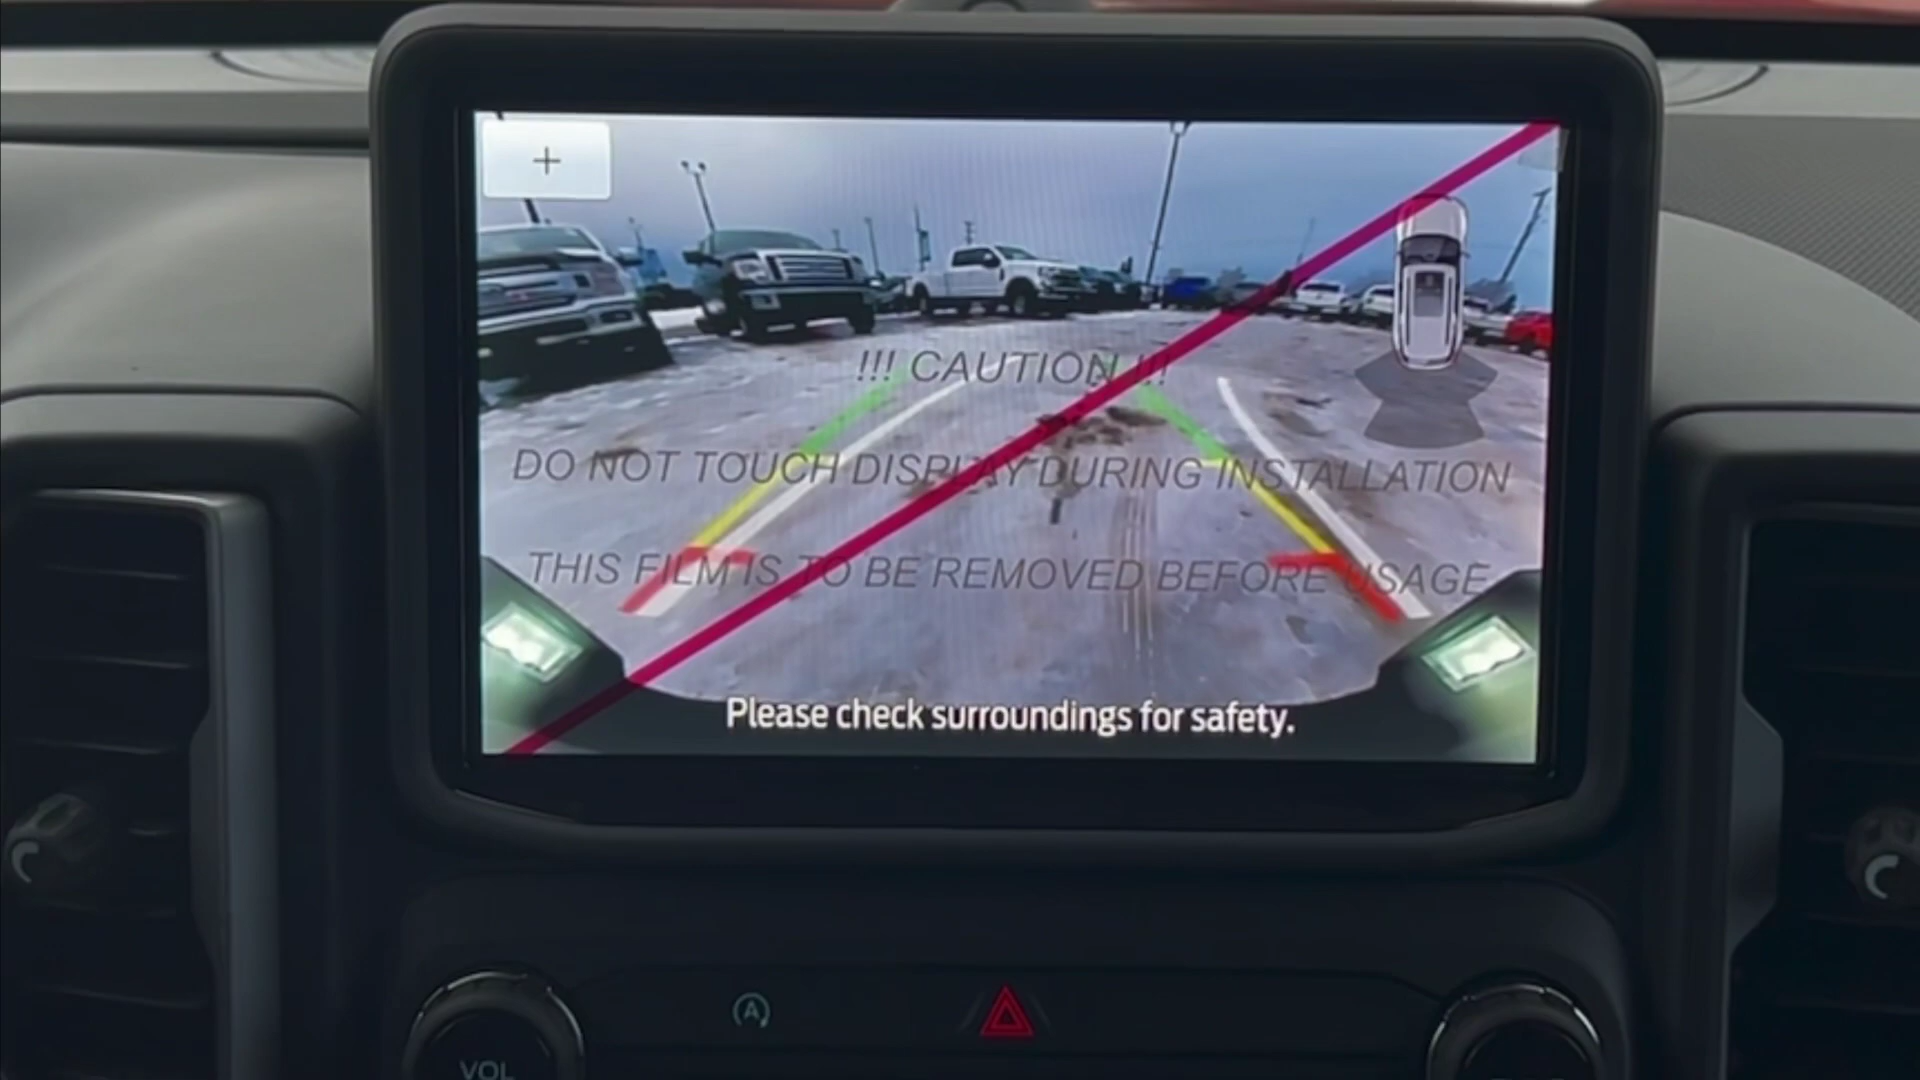 +
!!! CAUTION !!!
DO NOT TOUCH DISPLAY DURING INSTALLATION
THIS FILM IS TO BE REMOVED BEFORE USAGE
Please check surroundings for safety.
A
VOL